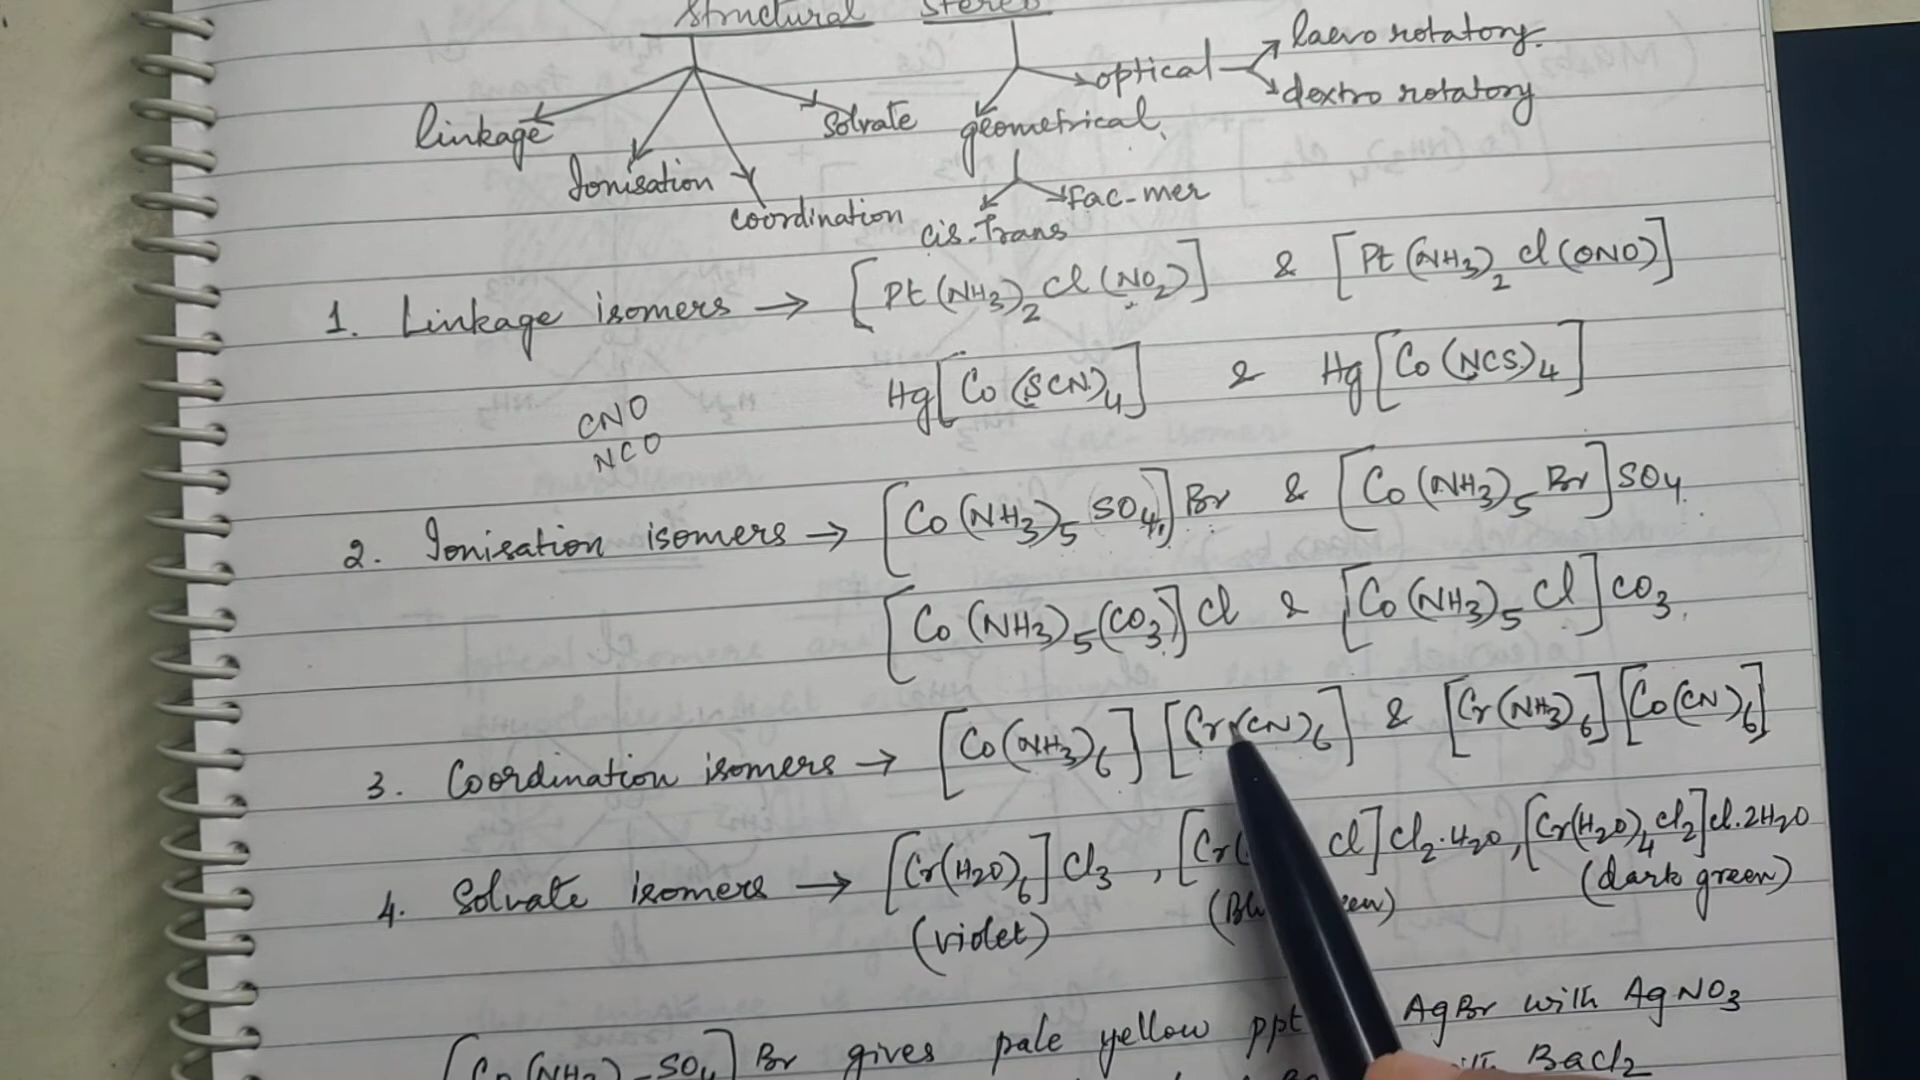 Structural Stereo
laevo rotatory.
optical
dextro rotatory
linkage Solvate geometrical
Ionisation
fac-mer
coordination
cis-Trans
1. Linkage isomers → [Pt(NH3)2Cl(NO2)] & [Pt(NH3)2Cl(ONO)]
Hg[Co(SCN)4] & Hg[Co(NCS)4]
CNO
NCO
2. Ionisation isomers → [Co(NH3)5SO4]Br & [Co(NH3)5Br]SO4.
[Co(NH3)5(CO3)]Cl & [Co(NH3)5Cl]CO3.
3. Coordination isomers → [Co(NH3)6][Cr(CN)6] & [Cr(NH3)6][Co(CN)6]
4. Solvate isomers → [Cr(H2O)6]Cl3, [Cr( Cl]Cl2.H2O, [Cr(H2O)4Cl2]Cl.2H2O
(violet) (dark green)
[Co(NH3)5SO4]Br gives pale yellow ppt AgBr with AgNO3
BaCl2